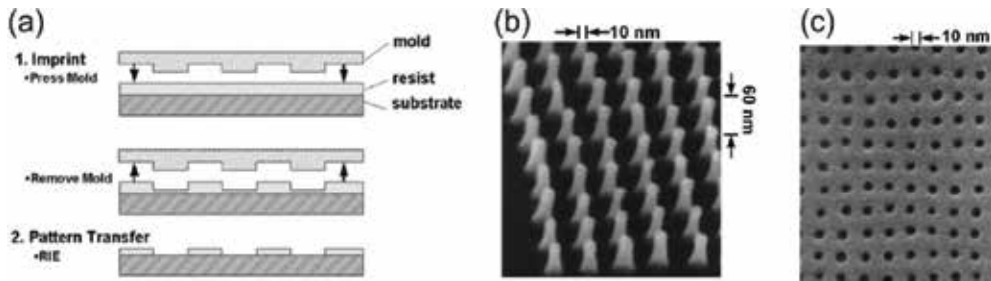 (a)
1. Imprint
•Press Mold
mold
resist
substrate
•Remove Mold
2. Pattern Transfer
•RIE
(b)
10 nm
60 nm
(c)
10 nm